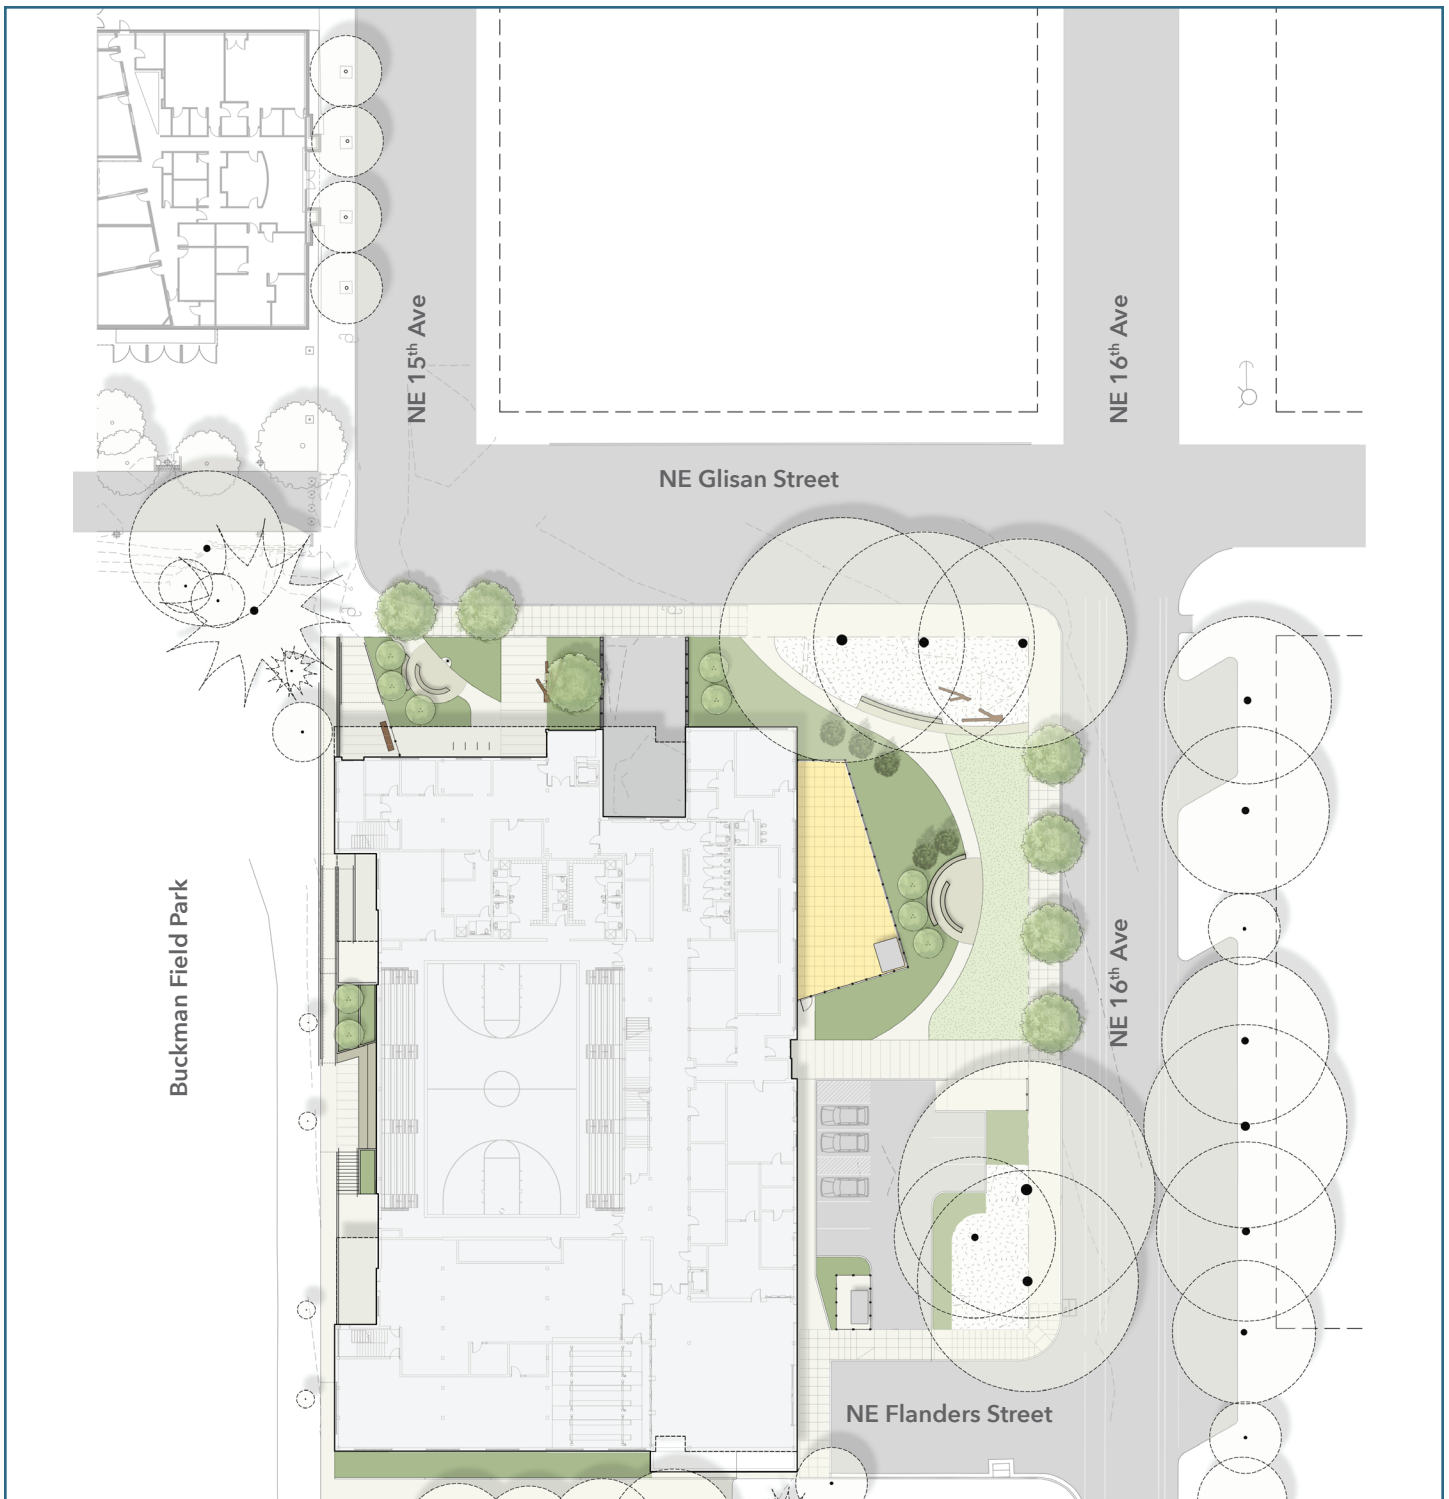 NE 15th Ave
NE 16th Ave
NE Glisan Street
Buckman Field Park
NE 16th Ave
NE Flanders Street